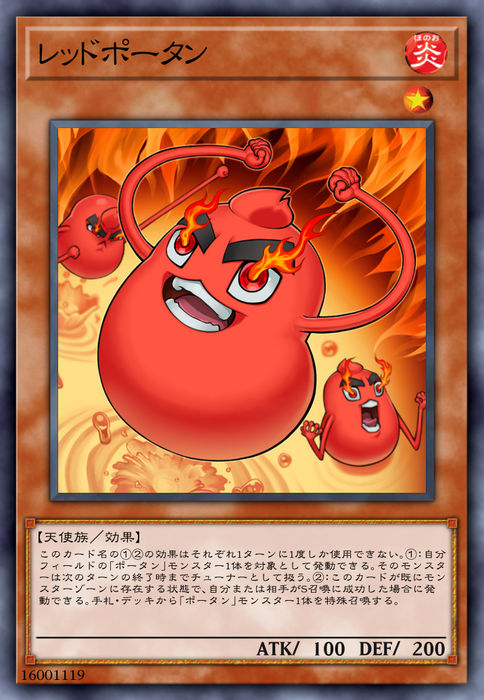 レッドポータン
ほのお
炎
【天使族／効果】
このカード名の①②の効果はそれぞれ1ターンに1度しか使用できない。①：自分
フィールドの「ポータン」モンスター1体を対象として発動できる。そのモンスタ
ーは次のターンの終了時までチューナーとして扱う。②：このカードが既にモンス
ターゾーンに存在する状態で、自分または相手がS召喚に成功した場合に発
動できる。手札・デッキから「ポータン」モンスター1体を特殊召喚する。
ATK/ 100 DEF/ 200
16001119